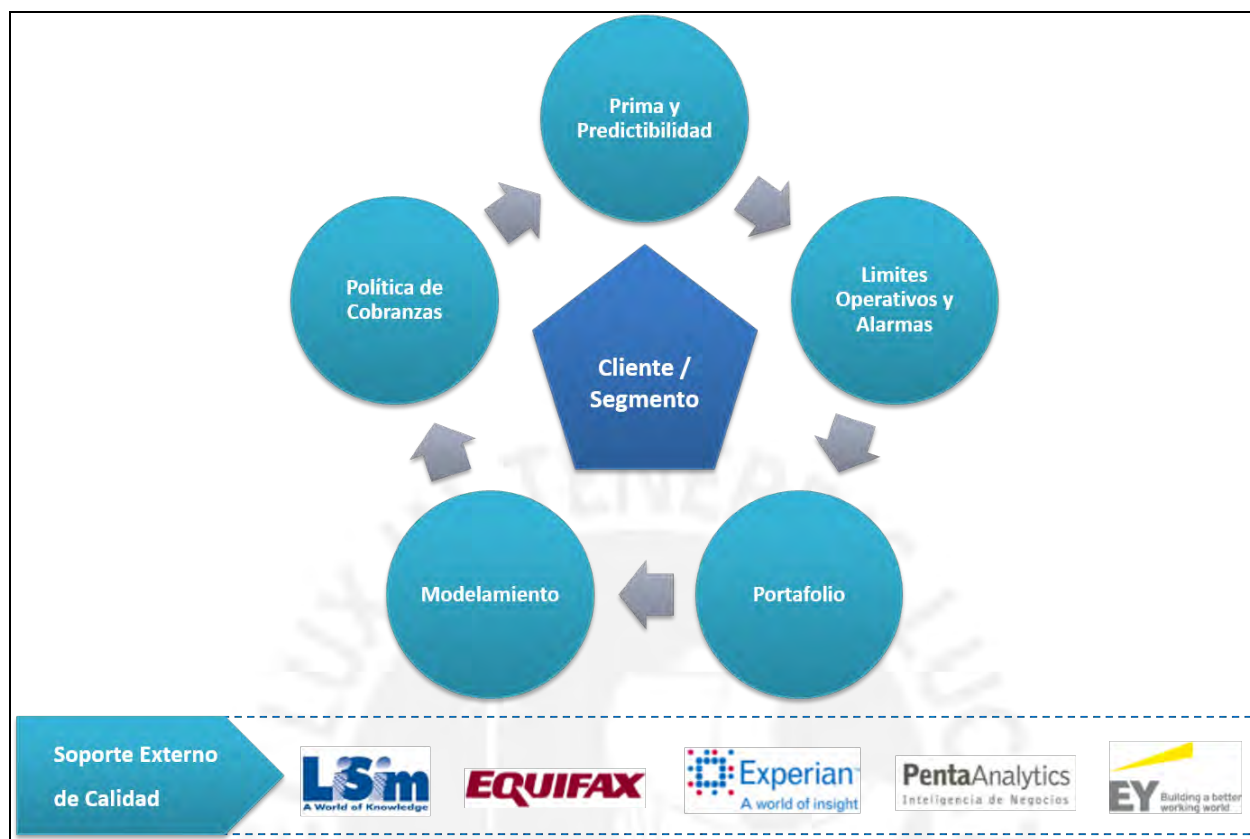 Prima y
Predictibilidad
Política de
Cobranzas
Limites
Operativos y
Alarmas
Cliente /
Segmento
Modelamiento
Portafolio
Soporte Externo
de Calidad
LiSim
A World of Knowledge
EQUIFAX
Experian
A world of insight
PentaAnalytics
Inteligencia de Negocios
EY
Building a better
working world